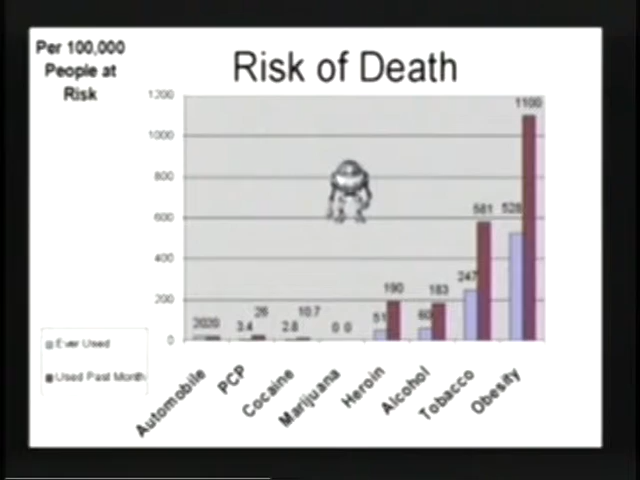 Per 100,000
People at
Risk
Risk of Death
1200
1000
800
600
400
200
0
2020
3.4
26
2.8
10.7
0 0
51
190
60
183
247
581
528
1100
Ever Used
Used Past Month
Automobile
PCP
Cocaine
Marijuana
Heroin
Alcohol
Tobacco
Obesity